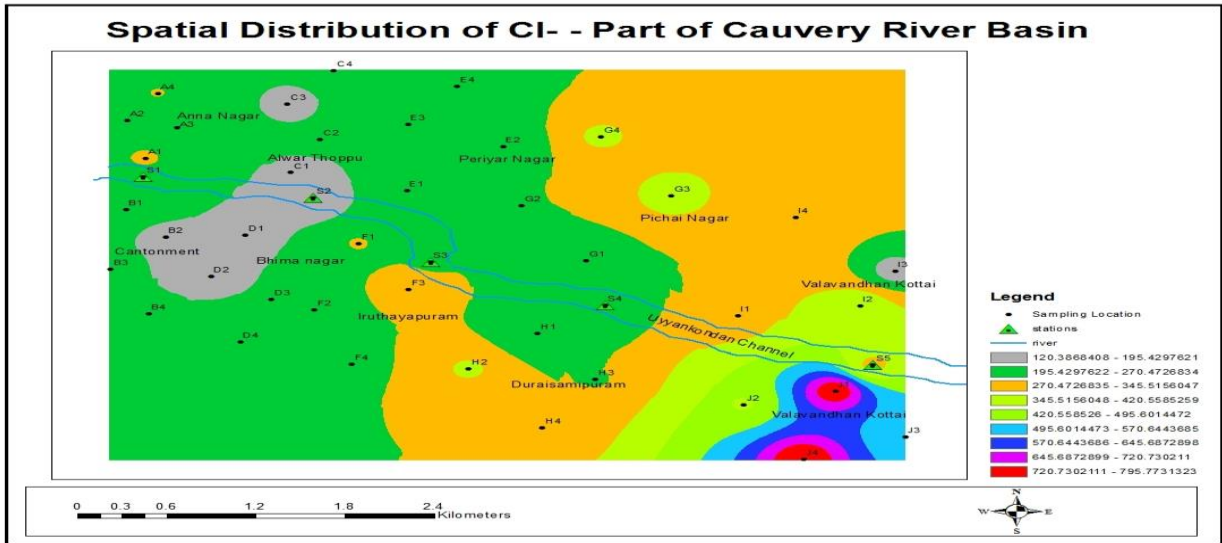 Spatial Distribution of Cl- - Part of Cauvery River Basin
C4
A4
C3
E4
Anna Nagar
A2
A3
E3
C2
G4
E2
Alwar Thoppu
Periyar Nagar
A1
C1
S1
S2
E1
G3
B1
G2
Pichai Nagar
I4
B2
D1
F1
Cantonment
Bhima nagar
S3
G1
B3
D2
I3
Valavandhan Kottai
F3
D3
F2
S4
I2
B4
Iruthayapuram
I1
Uyyankondan Channel
H1
D4
F4
H2
S5
Duraisamipuram
H3
J2
Valavandhan Kottai
H4
J3
J4
Legend
Sampling Location
stations
river
120.3868408 - 195.4297621
195.4297622 - 270.4726834
270.4726835 - 345.5156047
345.5156048 - 420.5585259
420.558526 - 495.6014472
495.6014473 - 570.6443685
570.6443686 - 645.6872898
645.6872899 - 720.730211
720.7302111 - 795.7731323
0 0.3 0.6 1.2 1.8 2.4
Kilometers
N
W E
S